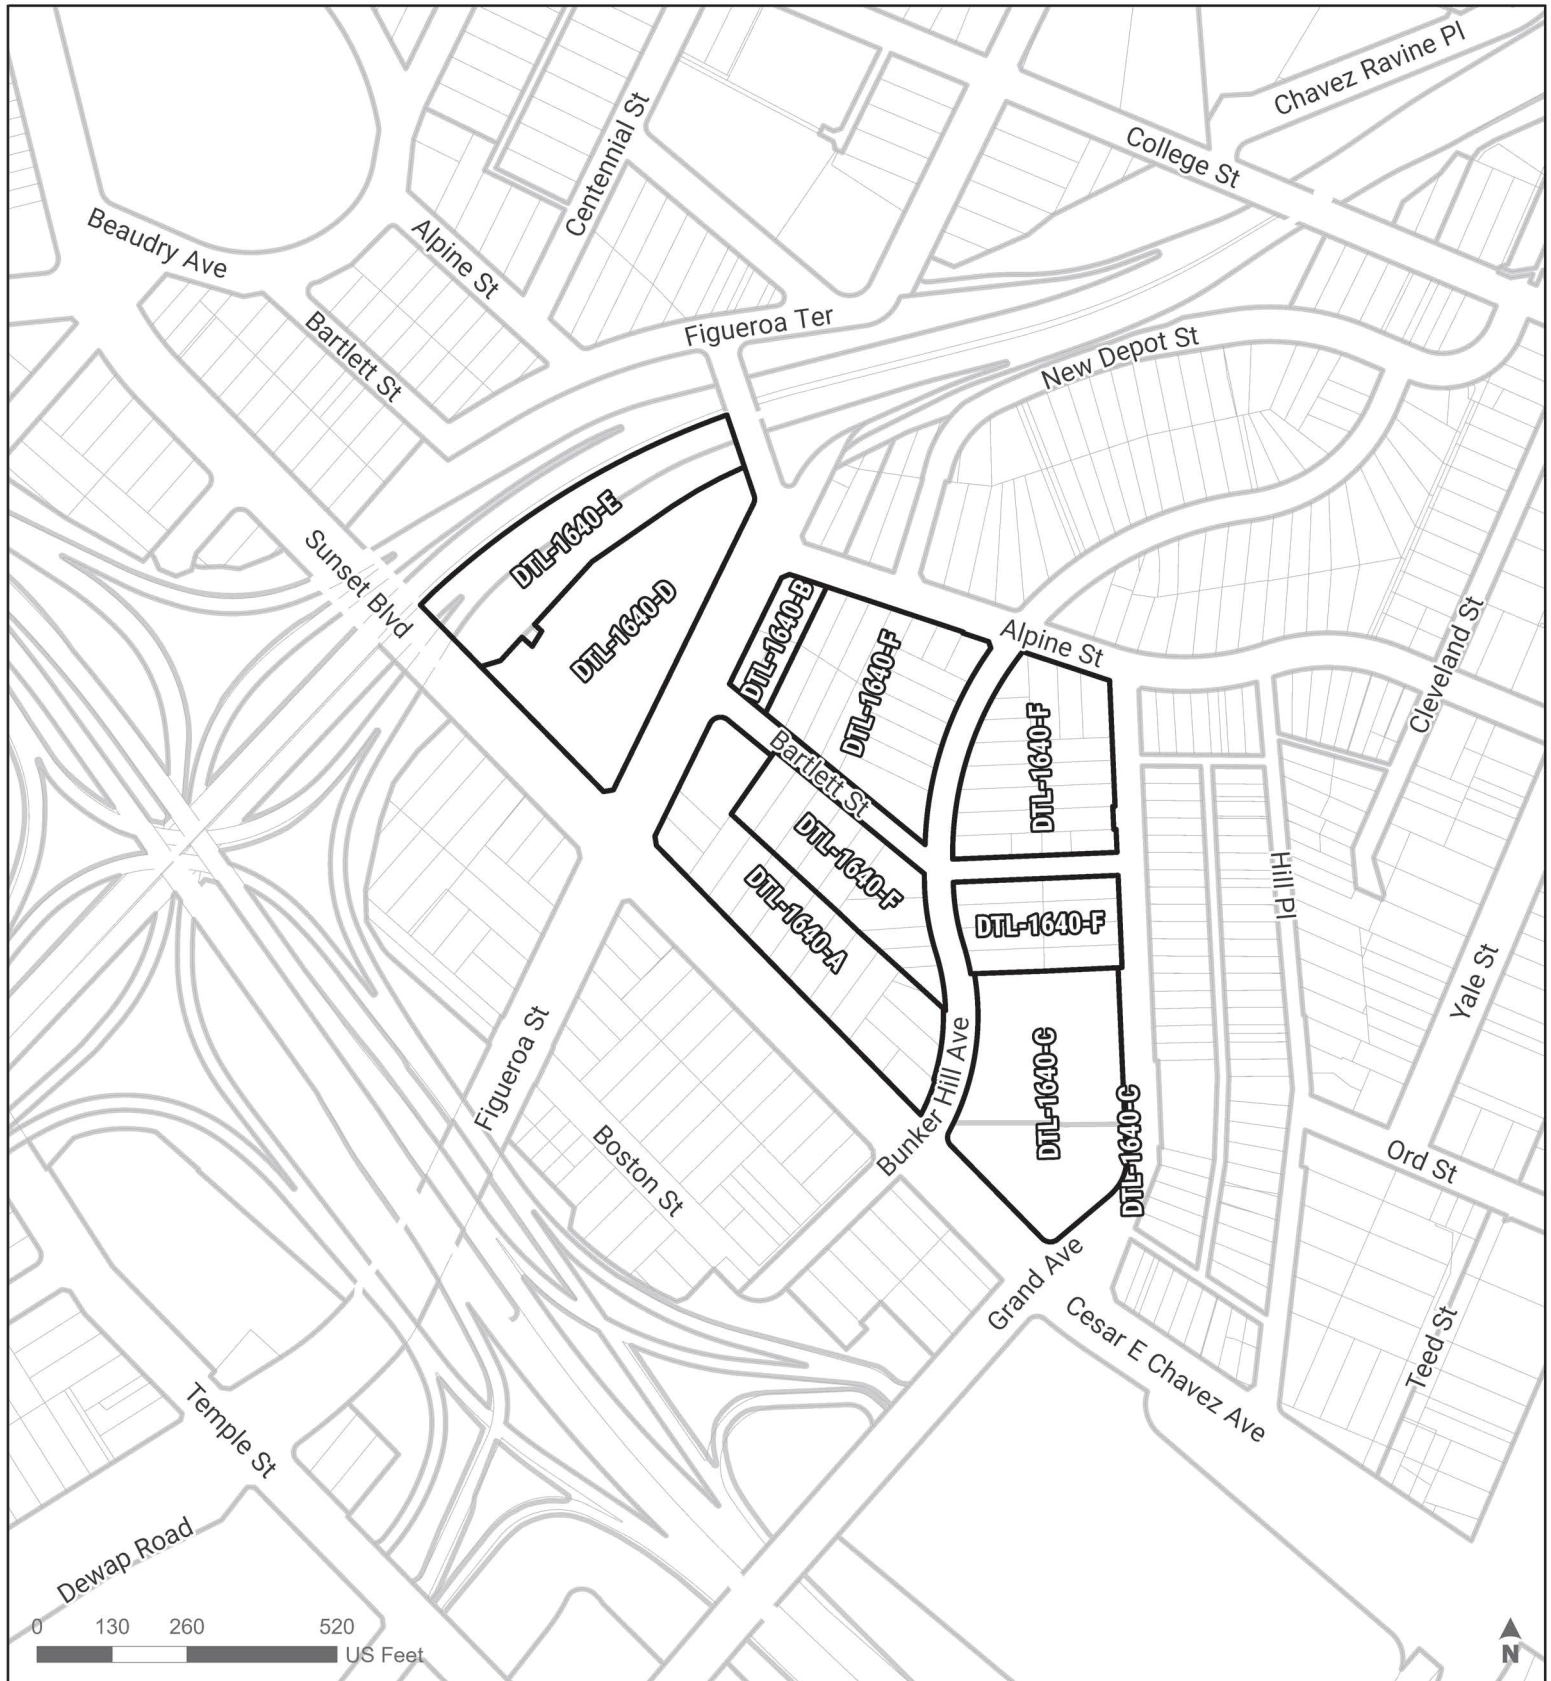 Chavez Ravine Pl
College St
Centennial St
Beaudry Ave
Alpine St
Figueroa Ter
Bartlett St
New Depot St
DTL-1640-E
Sunset Blvd
DTL-1640-D
DTL-1640-B
DTL-1640-F
Alpine St
Cleveland St
DTL-1640-F
Bartlett St
DTL-1640-F
Hill Pl
DTL-1640-A
DTL-1640-F
Yale St
Figueroa St
Bunker Hill Ave
DTL-1640-C
DTL-1640-C
Boston St
Ord St
Grand Ave
Cesar E Chavez Ave
Teed St
Temple St
Dewap Road
0 130 260 520
US Feet
N